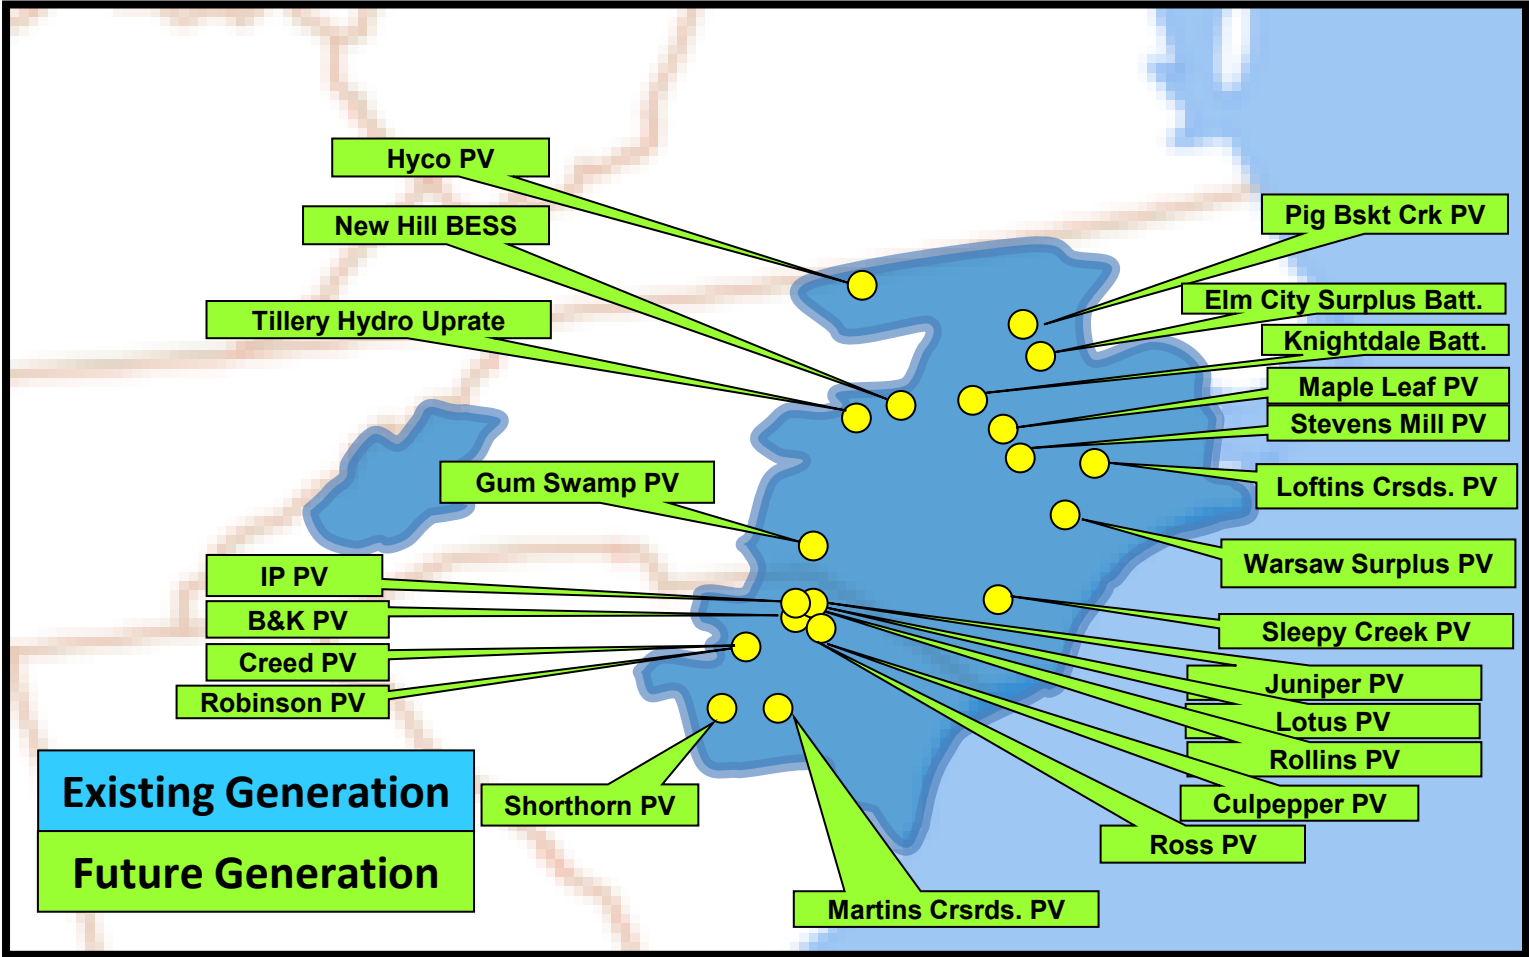 Hyco PV
New Hill BESS
Tillery Hydro Uprate
Gum Swamp PV
IP PV
B&K PV
Creed PV
Robinson PV
Shorthorn PV
Martins Crsrds. PV
Pig Bskt Crk PV
Elm City Surplus Batt.
Knightdale Batt.
Maple Leaf PV
Stevens Mill PV
Loftins Crsds. PV
Warsaw Surplus PV
Sleepy Creek PV
Juniper PV
Lotus PV
Rollins PV
Culpepper PV
Ross PV
Existing Generation
Future Generation